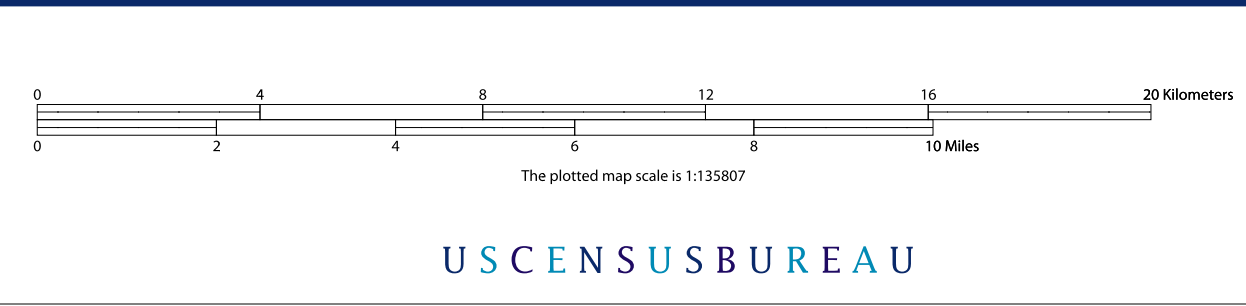 0 4 8 12 16 20 Kilometers
0 2 4 6 8 10 Miles
The plotted map scale is 1:135807
USCENSUSBUREAU